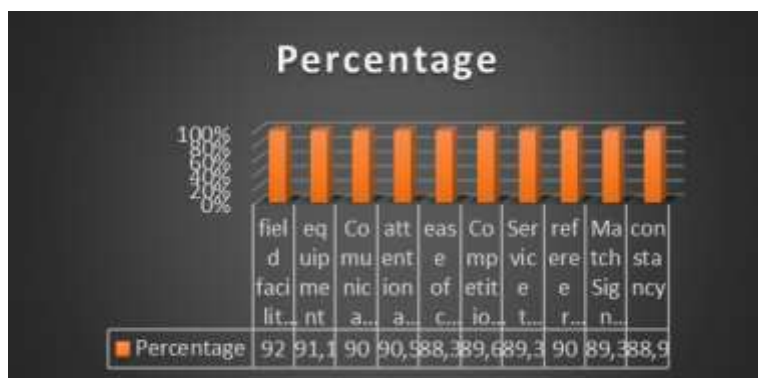 Percentage
100%
80%
60%
40%
20%
0%
fiel d faci lit...
eq uip me nt
Co mu nic a...
att ent ion a...
eas e of c...
Co mp etit io...
Ser vic e t...
ref ere e r...
Ma tch Sig n...
con sta ncy
Percentage 92 91,1 90 90,5 88,3 89,6 89,3 90 89,3 88,9